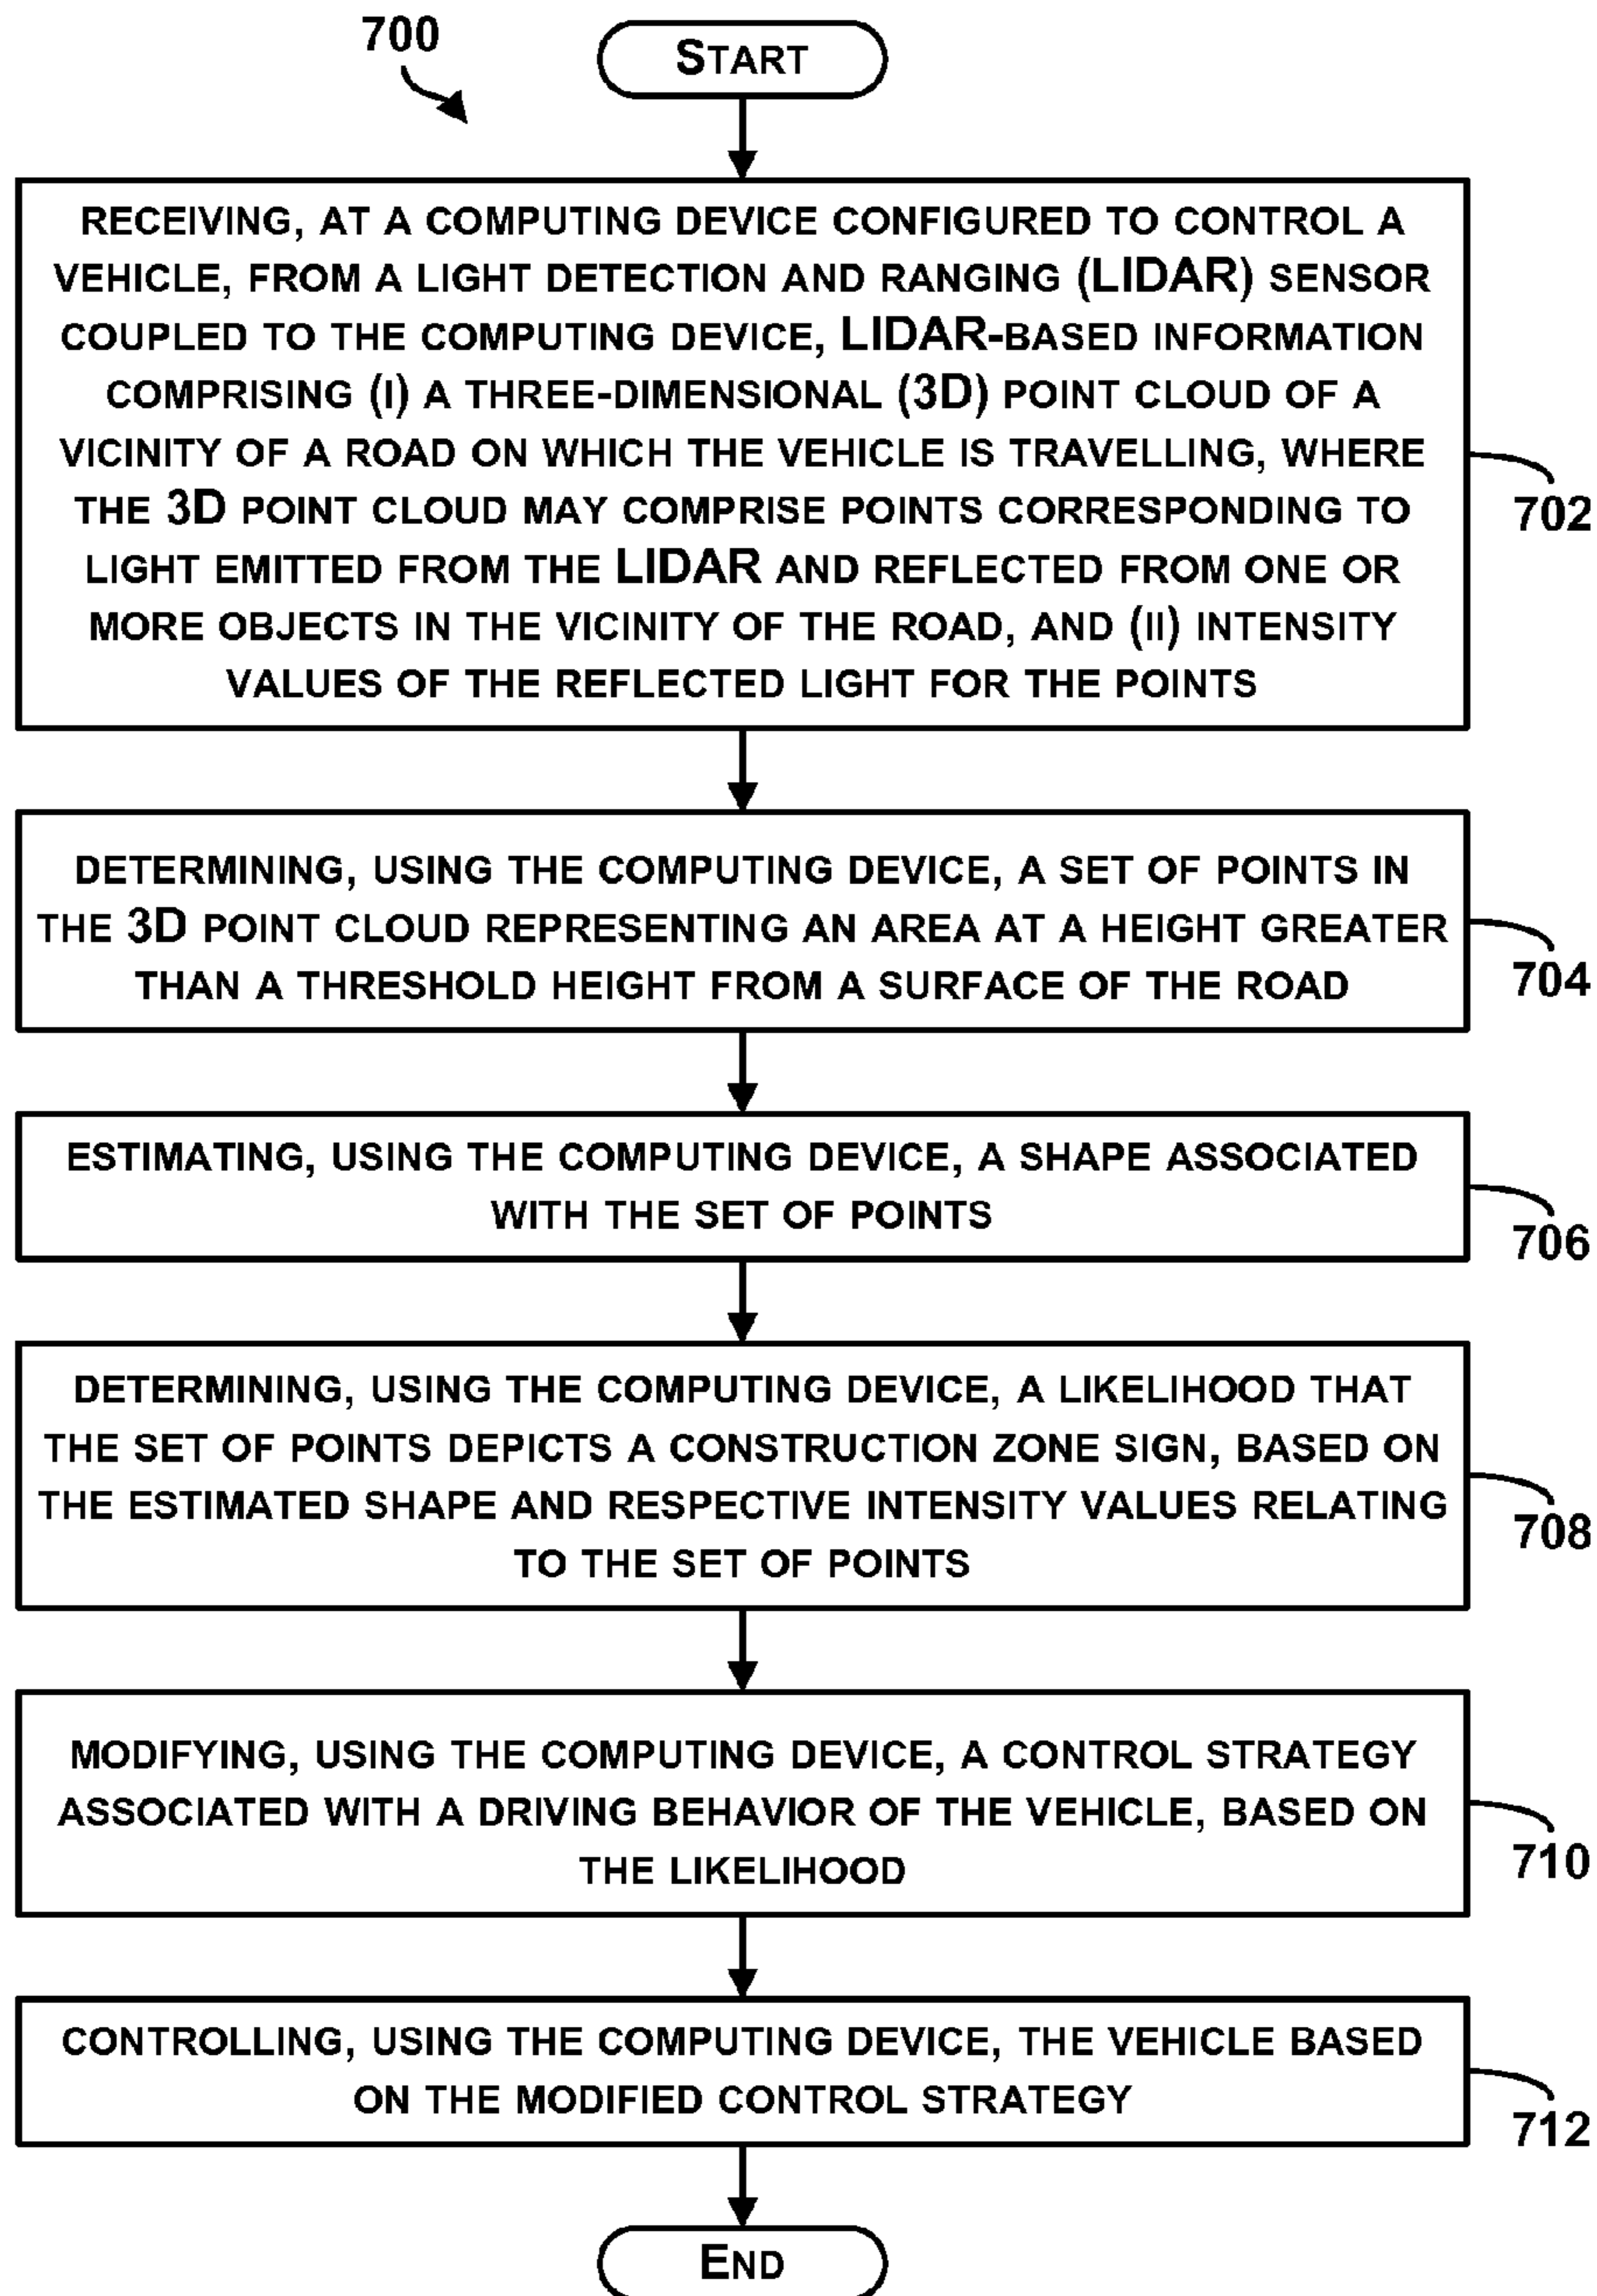 700
START
RECEIVING, AT A COMPUTING DEVICE CONFIGURED TO CONTROL A
VEHICLE, FROM A LIGHT DETECTION AND RANGING (LIDAR) SENSOR
COUPLED TO THE COMPUTING DEVICE, LIDAR-BASED INFORMATION
COMPRISING (I) A THREE-DIMENSIONAL (3D) POINT CLOUD OF A
VICINITY OF A ROAD ON WHICH THE VEHICLE IS TRAVELLING, WHERE
THE 3D POINT CLOUD MAY COMPRISE POINTS CORRESPONDING TO
LIGHT EMITTED FROM THE LIDAR AND REFLECTED FROM ONE OR
MORE OBJECTS IN THE VICINITY OF THE ROAD, AND (II) INTENSITY
VALUES OF THE REFLECTED LIGHT FOR THE POINTS
702
DETERMINING, USING THE COMPUTING DEVICE, A SET OF POINTS IN
THE 3D POINT CLOUD REPRESENTING AN AREA AT A HEIGHT GREATER
THAN A THRESHOLD HEIGHT FROM A SURFACE OF THE ROAD
704
ESTIMATING, USING THE COMPUTING DEVICE, A SHAPE ASSOCIATED
WITH THE SET OF POINTS
706
DETERMINING, USING THE COMPUTING DEVICE, A LIKELIHOOD THAT
THE SET OF POINTS DEPICTS A CONSTRUCTION ZONE SIGN, BASED ON
THE ESTIMATED SHAPE AND RESPECTIVE INTENSITY VALUES RELATING
TO THE SET OF POINTS
708
MODIFYING, USING THE COMPUTING DEVICE, A CONTROL STRATEGY
ASSOCIATED WITH A DRIVING BEHAVIOR OF THE VEHICLE, BASED ON
THE LIKELIHOOD
710
CONTROLLING, USING THE COMPUTING DEVICE, THE VEHICLE BASED
ON THE MODIFIED CONTROL STRATEGY
712
END